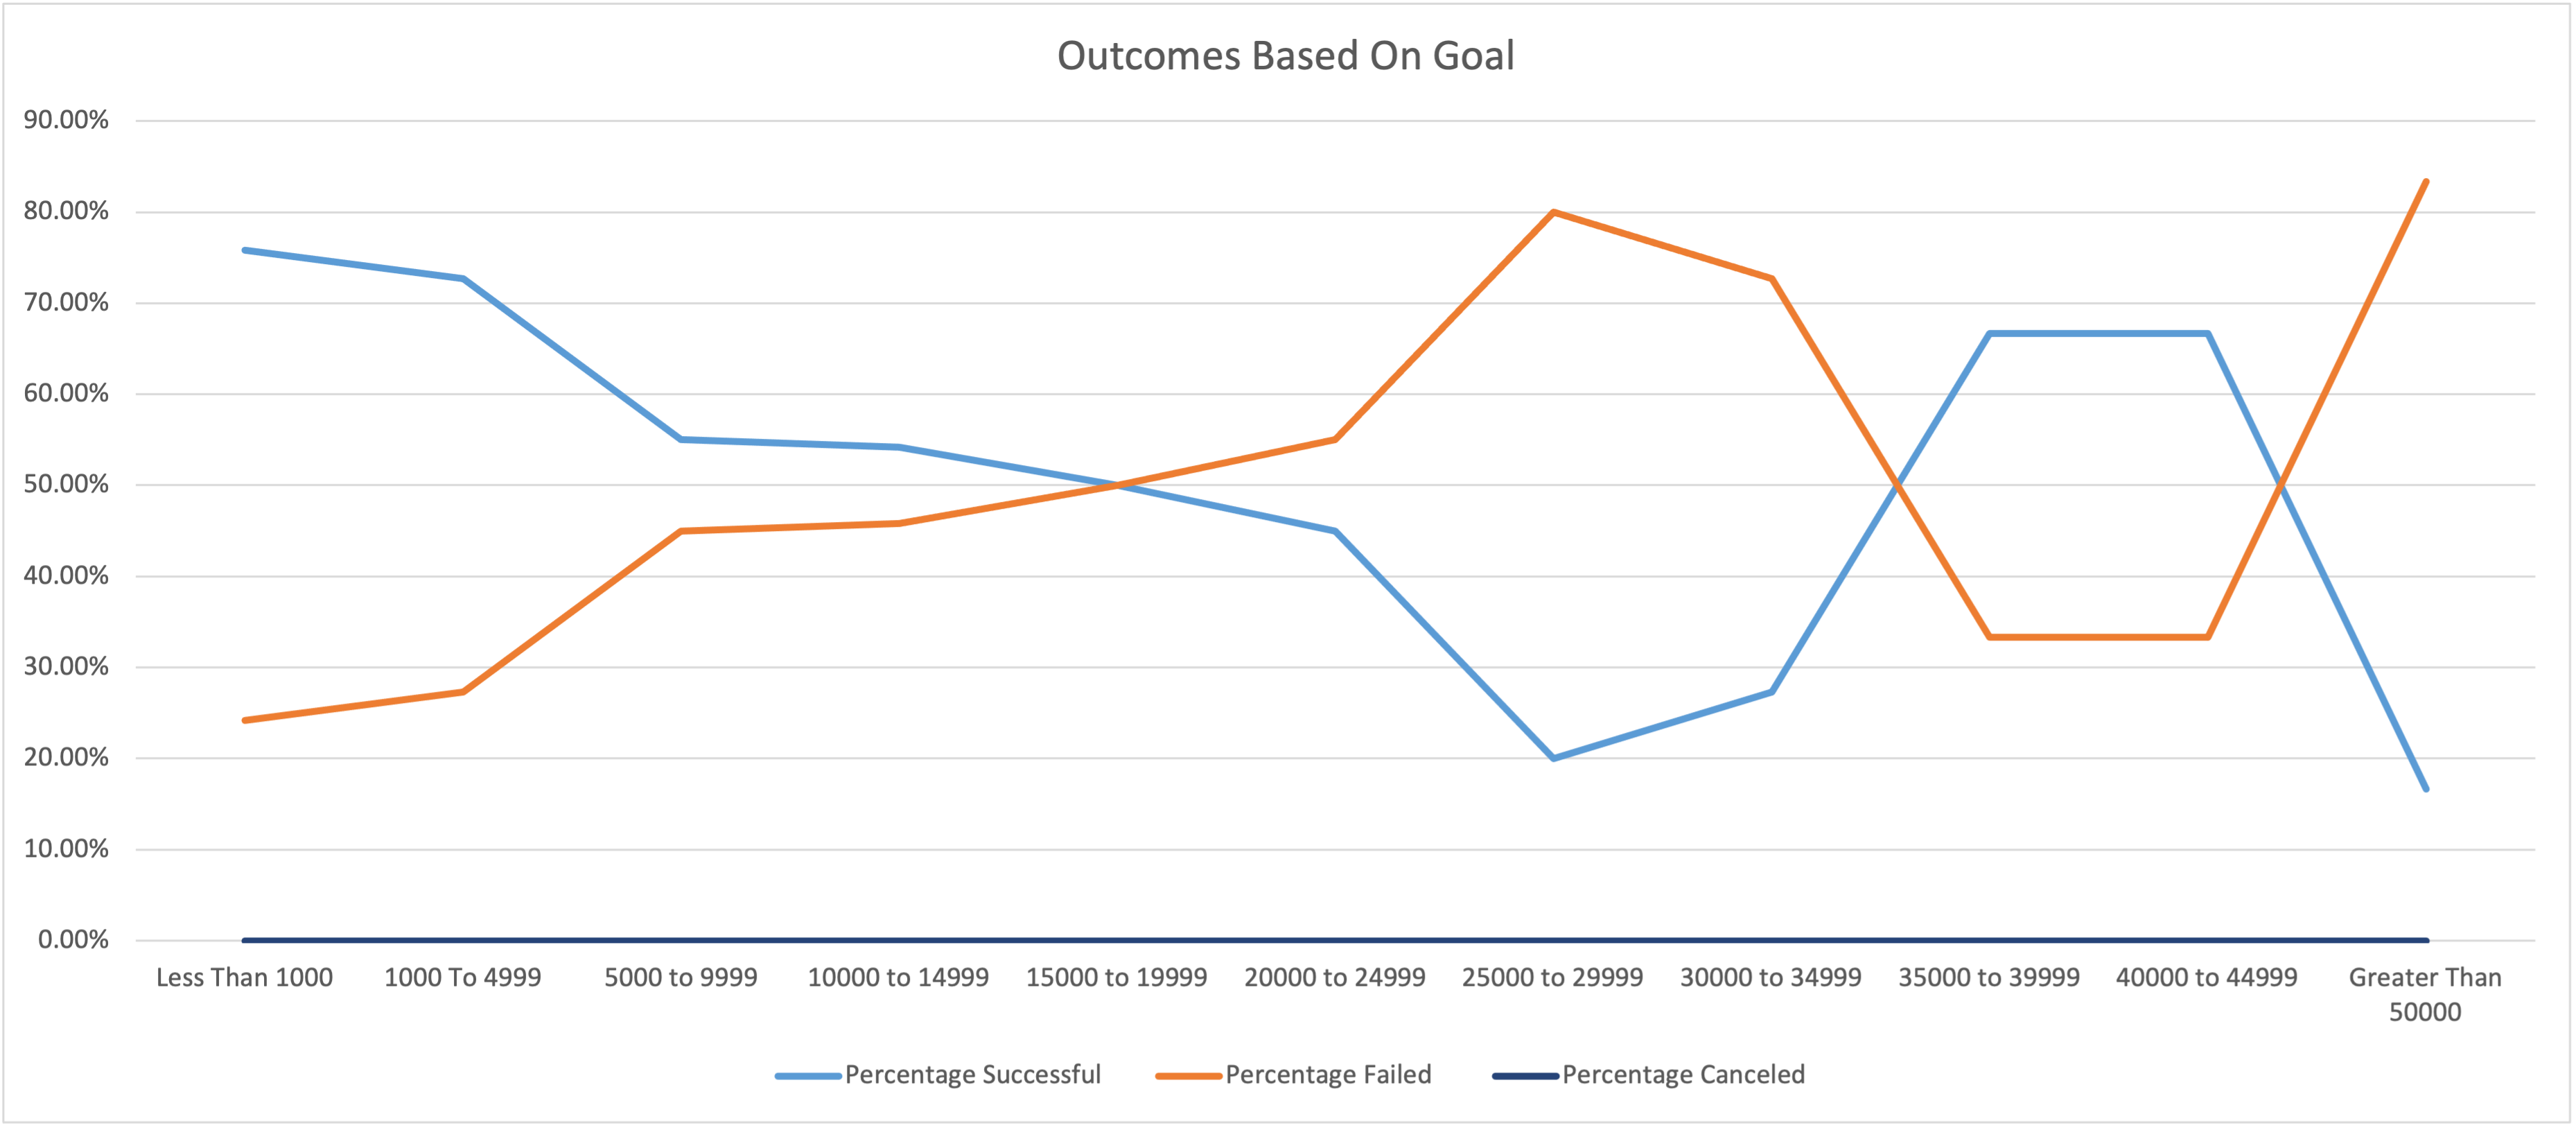 Outcomes Based On Goal
90.00%
80.00%
70.00%
60.00%
50.00%
40.00%
30.00%
20.00%
10.00%
0.00%
Less Than 1000
1000 To 4999
5000 to 9999
10000 to 14999
15000 to 19999
20000 to 24999
25000 to 29999
30000 to 34999
35000 to 39999
40000 to 44999
Greater Than
50000
Percentage Successful
Percentage Failed
Percentage Canceled